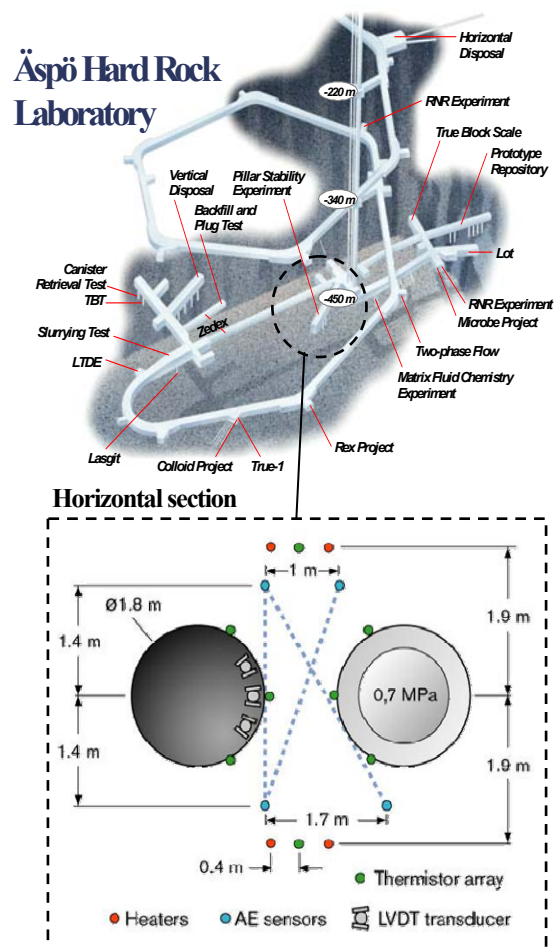 Äspö Hard Rock
Laboratory
Horizontal
Disposal
-220 m
RNR Experiment
True Block Scale
Prototype
Repository
Vertical
Disposal
Pillar Stability
Experiment
-340 m
Backfill and
Plug Test
Canister
Retrieval Test
TBT
Lot
-450 m
RNR Experiment
Microbe Project
Zedex
Slurrying Test
Two-phase Flow
LTDE
Matrix Fluid Chemistry
Experiment
Lasgit
Colloid Project
True-1
Rex Project
Horizontal section
1 m
Ø1.8 m
1.4 m
1.9 m
0,7 MPa
1.4 m
1.9 m
1.7 m
0.4 m
Thermistor array
Heaters
AE sensors
LVDT transducer